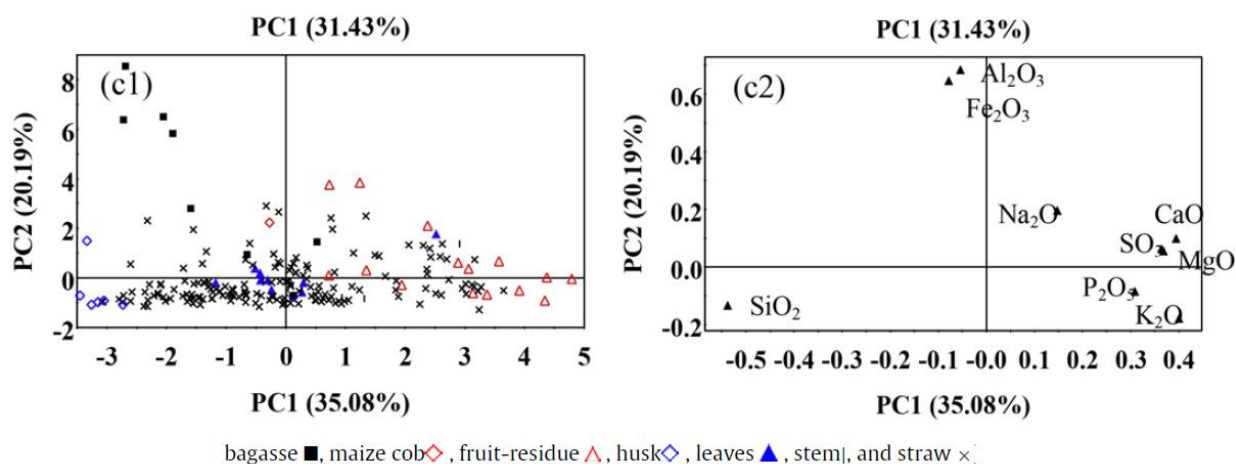 PC1 (31.43%)
PC1 (31.43%)
(c1)
PC2 (20.19%)
8
6
4
2
0
-2
-3 -2 -1 0 1 2 3 4 5
PC1 (35.08%)
(c2)
PC2 (20.19%)
0.6
0.4
0.2
0.0
-0.2
Al₂O₃
Fe₂O₃
Na₂O
CaO
SO₃
MgO
P₂O₅
K₂O
SiO₂
-0.5 -0.4 -0.3 -0.2 -0.1 -0.0 0.1 0.2 0.3 0.4
PC1 (35.08%)
bagasse ■, maize cob◇, fruit-residue △, husk◇, leaves ▲, stem|, and straw ×